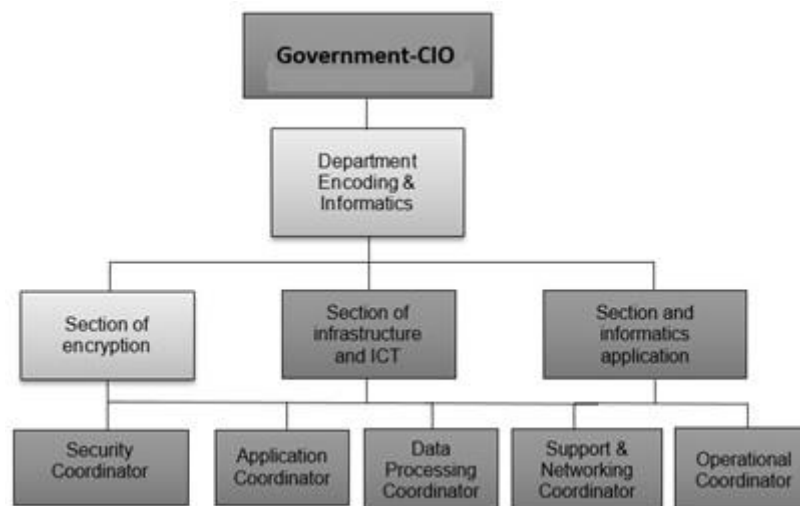 Government-CIO
Department
Encoding &
Informatics
Section of
encryption
Section of
infrastructure
and ICT
Section and
informatics
application
Security
Coordinator
Application
Coordinator
Data
Processing
Coordinator
Support &
Networking
Coordinator
Operational
Coordinator